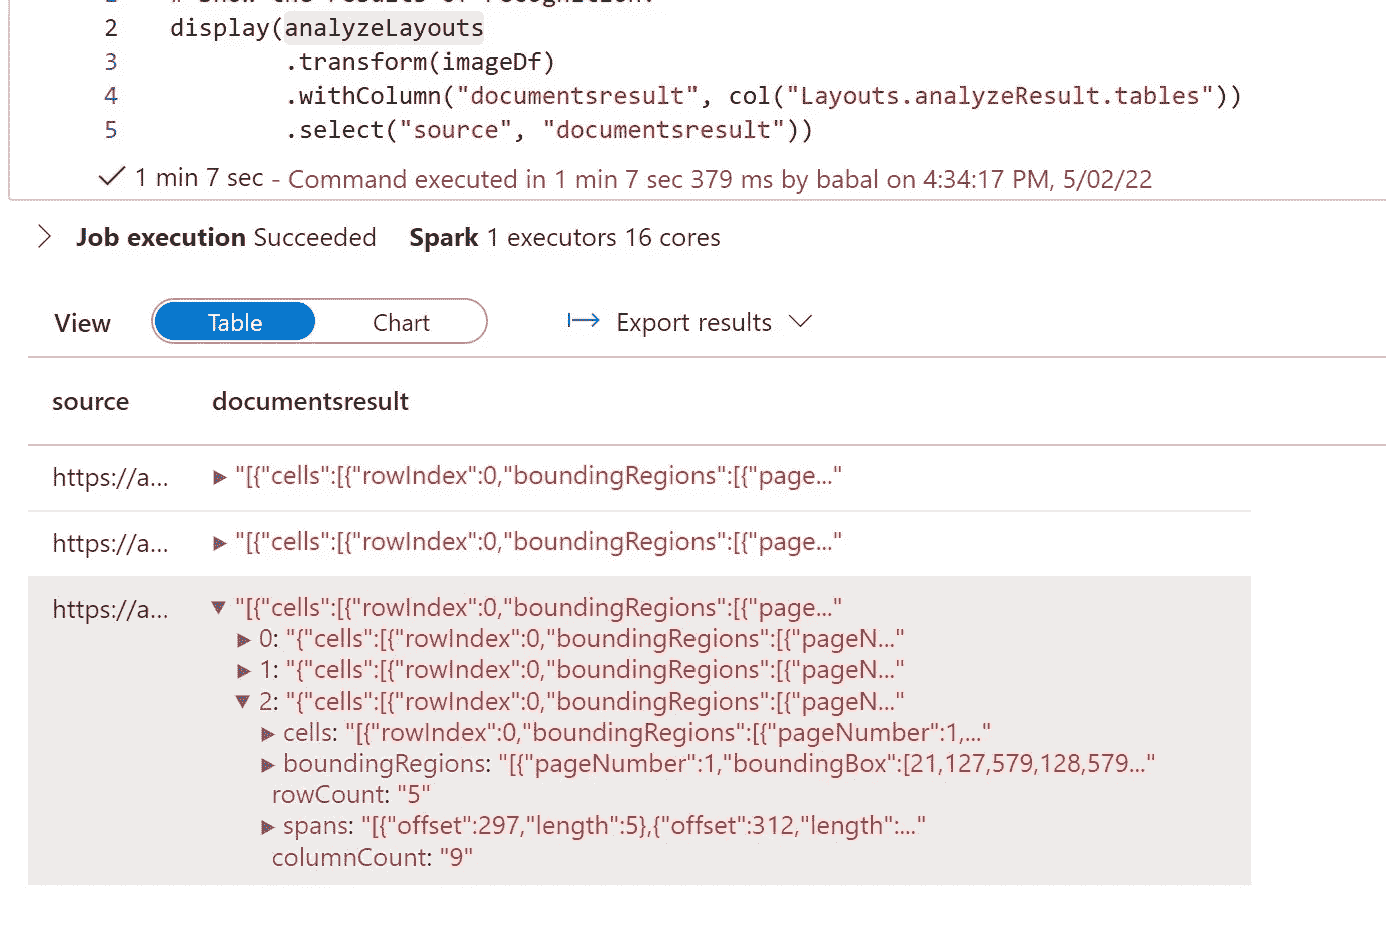 # Show the results of recognition.
2 display(analyzeLayouts
3 .transform(imageDf)
4 .withColumn("documentsresult", col("Layouts.analyzeResult.tables"))
5 .select("source", "documentsresult"))
1 min 7 sec - Command executed in 1 min 7 sec 379 ms by babal on 4:34:17 PM, 5/02/22
Job execution Succeeded Spark 1 executors 16 cores
View Table Chart Export results
source documentsresult
https://a... "[{"cells":[{"rowIndex":0,"boundingRegions":[{"page..."
https://a... "[{"cells":[{"rowIndex":0,"boundingRegions":[{"page..."
https://a... "[{"cells":[{"rowIndex":0,"boundingRegions":[{"page..."
0: "{"cells":[{"rowIndex":0,"boundingRegions":[{"pageN..."
1: "{"cells":[{"rowIndex":0,"boundingRegions":[{"pageN..."
2: "{"cells":[{"rowIndex":0,"boundingRegions":[{"pageN..."
cells: "[{"rowIndex":0,"boundingRegions":[{"pageNumber":1,..."
boundingRegions: "[{"pageNumber":1,"boundingBox":[21,127,579,128,579..."
rowCount: "5"
spans: "[{"offset":297,"length":5},{"offset":312,"length":..."
columnCount: "9"